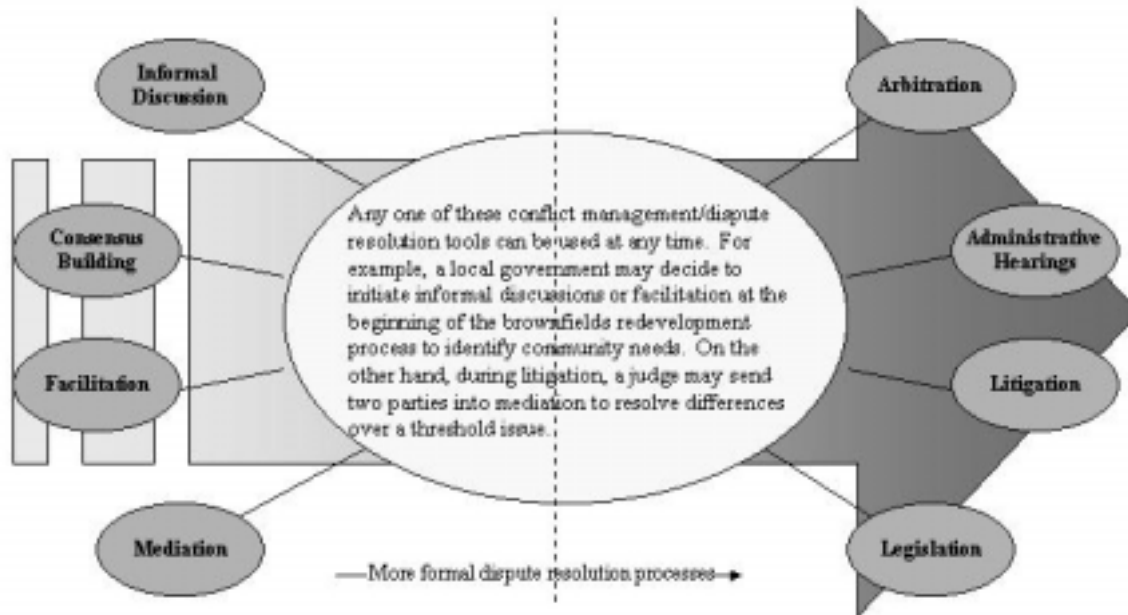 Informal
Discussion
Arbitration
Consensus
Building
Administrative
Hearings
Any one of these conflict management/dispute
resolution tools can be used at any time. For
example, a local government may decide to
initiate informal discussions or facilitation at the
beginning of the brownfields redevelopment
process to identify community needs. On the
other hand, during litigation, a judge may send
two parties into mediation to resolve differences
over a threshold issue.
Facilitation
Litigation
Mediation
Legislation
More formal dispute resolution processes